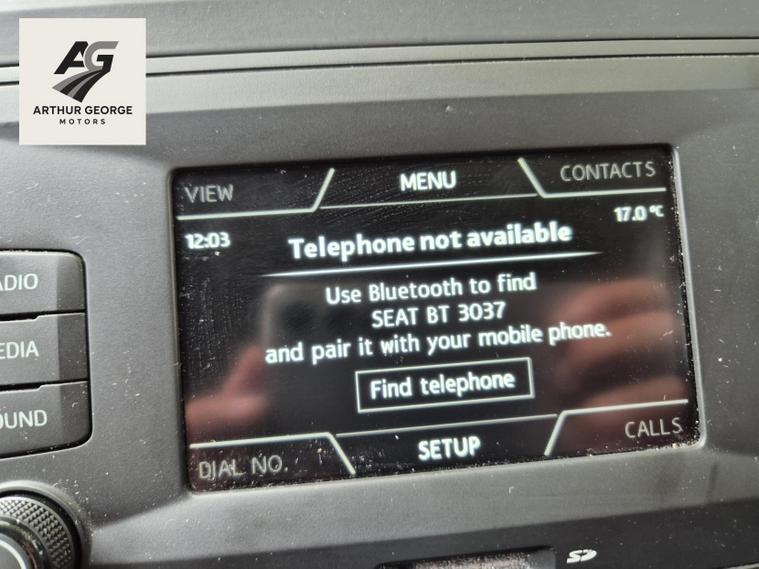 AG
ARTHUR GEORGE
MOTORS
VIEW
MENU
CONTACTS
12:03
17.0 °C
Telephone not available
Use Bluetooth to find
SEAT BT 3037
and pair it with your mobile phone.
Find telephone
DIAL NO.
SETUP
CALLS
ADIO
EDIA
OUND
SD